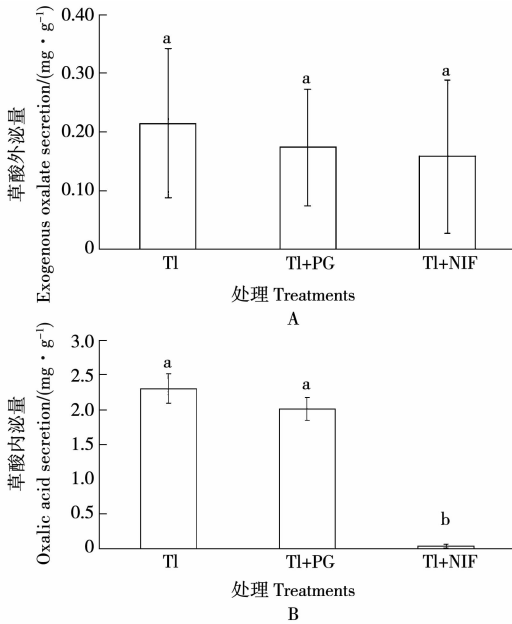 0.40
0.30
0.20
0.10
0
a
a
a
草酸外泌量
Exogenous oxalate secretion/(mg·g⁻¹)
Tl
Tl+PG
Tl+NIF
处理 Treatments
A
3.0
2.5
2.0
1.5
1.0
0.5
0
a
a
b
草酸内泌量
Oxalic acid secretion/(mg·g⁻¹)
Tl
Tl+PG
Tl+NIF
处理 Treatments
B